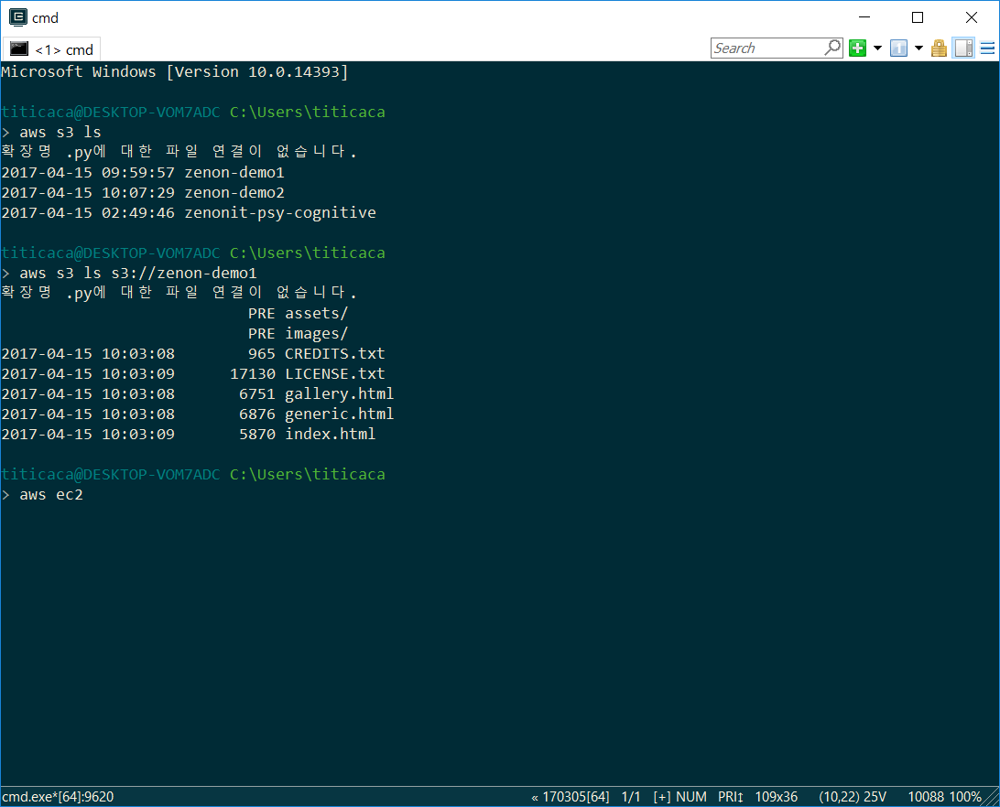 cmd
<1> cmd
Search
Microsoft Windows [Version 10.0.14393]
titicaca@DESKTOP-VOM7ADC C:\Users\titicaca
> aws s3 ls
확장명 .py에 대한 파일 연결이 없습니다.
2017-04-15 09:59:57 zenon-demo1
2017-04-15 10:07:29 zenon-demo2
2017-04-15 02:49:46 zenonit-psy-cognitive
titicaca@DESKTOP-VOM7ADC C:\Users\titicaca
> aws s3 ls s3://zenon-demo1
확장명 .py에 대한 파일 연결이 없습니다.
PRE assets/
PRE images/
2017-04-15 10:03:08 965 CREDITS.txt
2017-04-15 10:03:09 17130 LICENSE.txt
2017-04-15 10:03:08 6751 gallery.html
2017-04-15 10:03:08 6876 generic.html
2017-04-15 10:03:09 5870 index.html
titicaca@DESKTOP-VOM7ADC C:\Users\titicaca
> aws ec2
cmd.exe*[64]:9620 « 170305[64] 1/1 [+] NUM PRI↕ 109x36 (10,22) 25V 10088 100%